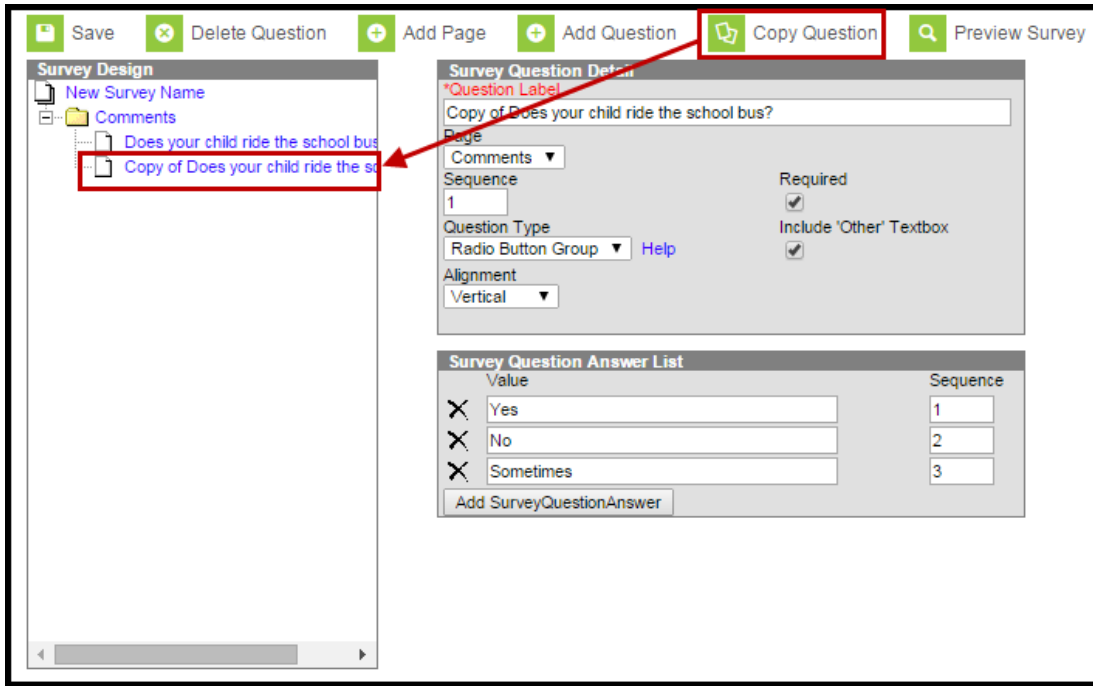 Save Delete Question Add Page Add Question Copy Question Preview Survey
Survey Design
New Survey Name
Comments
Does your child ride the school bus
Copy of Does your child ride the sc
Survey Question Detail
*Question Label
Copy of Does your child ride the school bus?
Page
Comments
Sequence Required
1
Question Type Include 'Other' Textbox
Radio Button Group Help
Alignment
Vertical
Survey Question Answer List
Value Sequence
Yes 1
No 2
Sometimes 3
Add SurveyQuestionAnswer